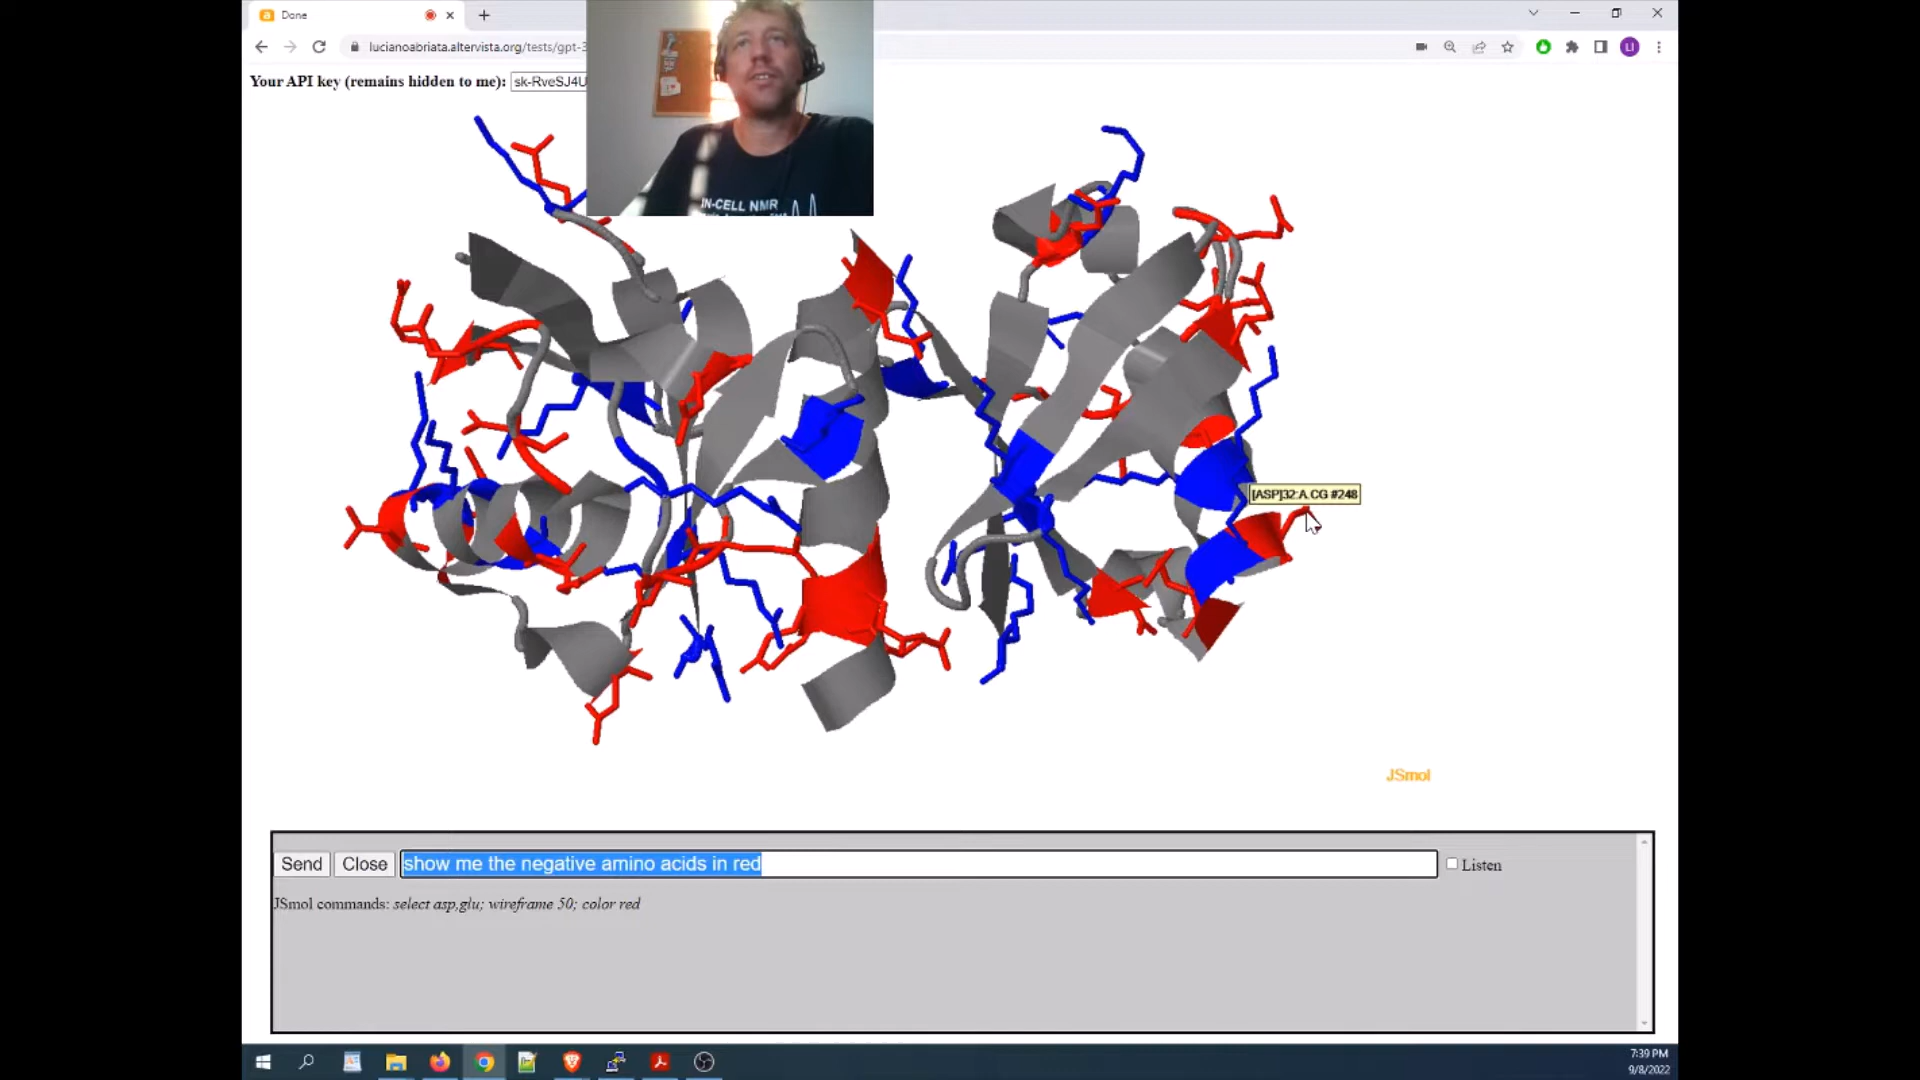 Done
lucianoabriata.altervista.org/tests/gpt-3
LI
Your API key (remains hidden to me): sk-RveSJ4U
IN-CELL NMR
[ASP]32:A.CG #248
JSmol
Send Close show me the negative amino acids in red Listen
JSmol commands: select asp,glu; wireframe 50; color red
7:39 PM
9/8/2022